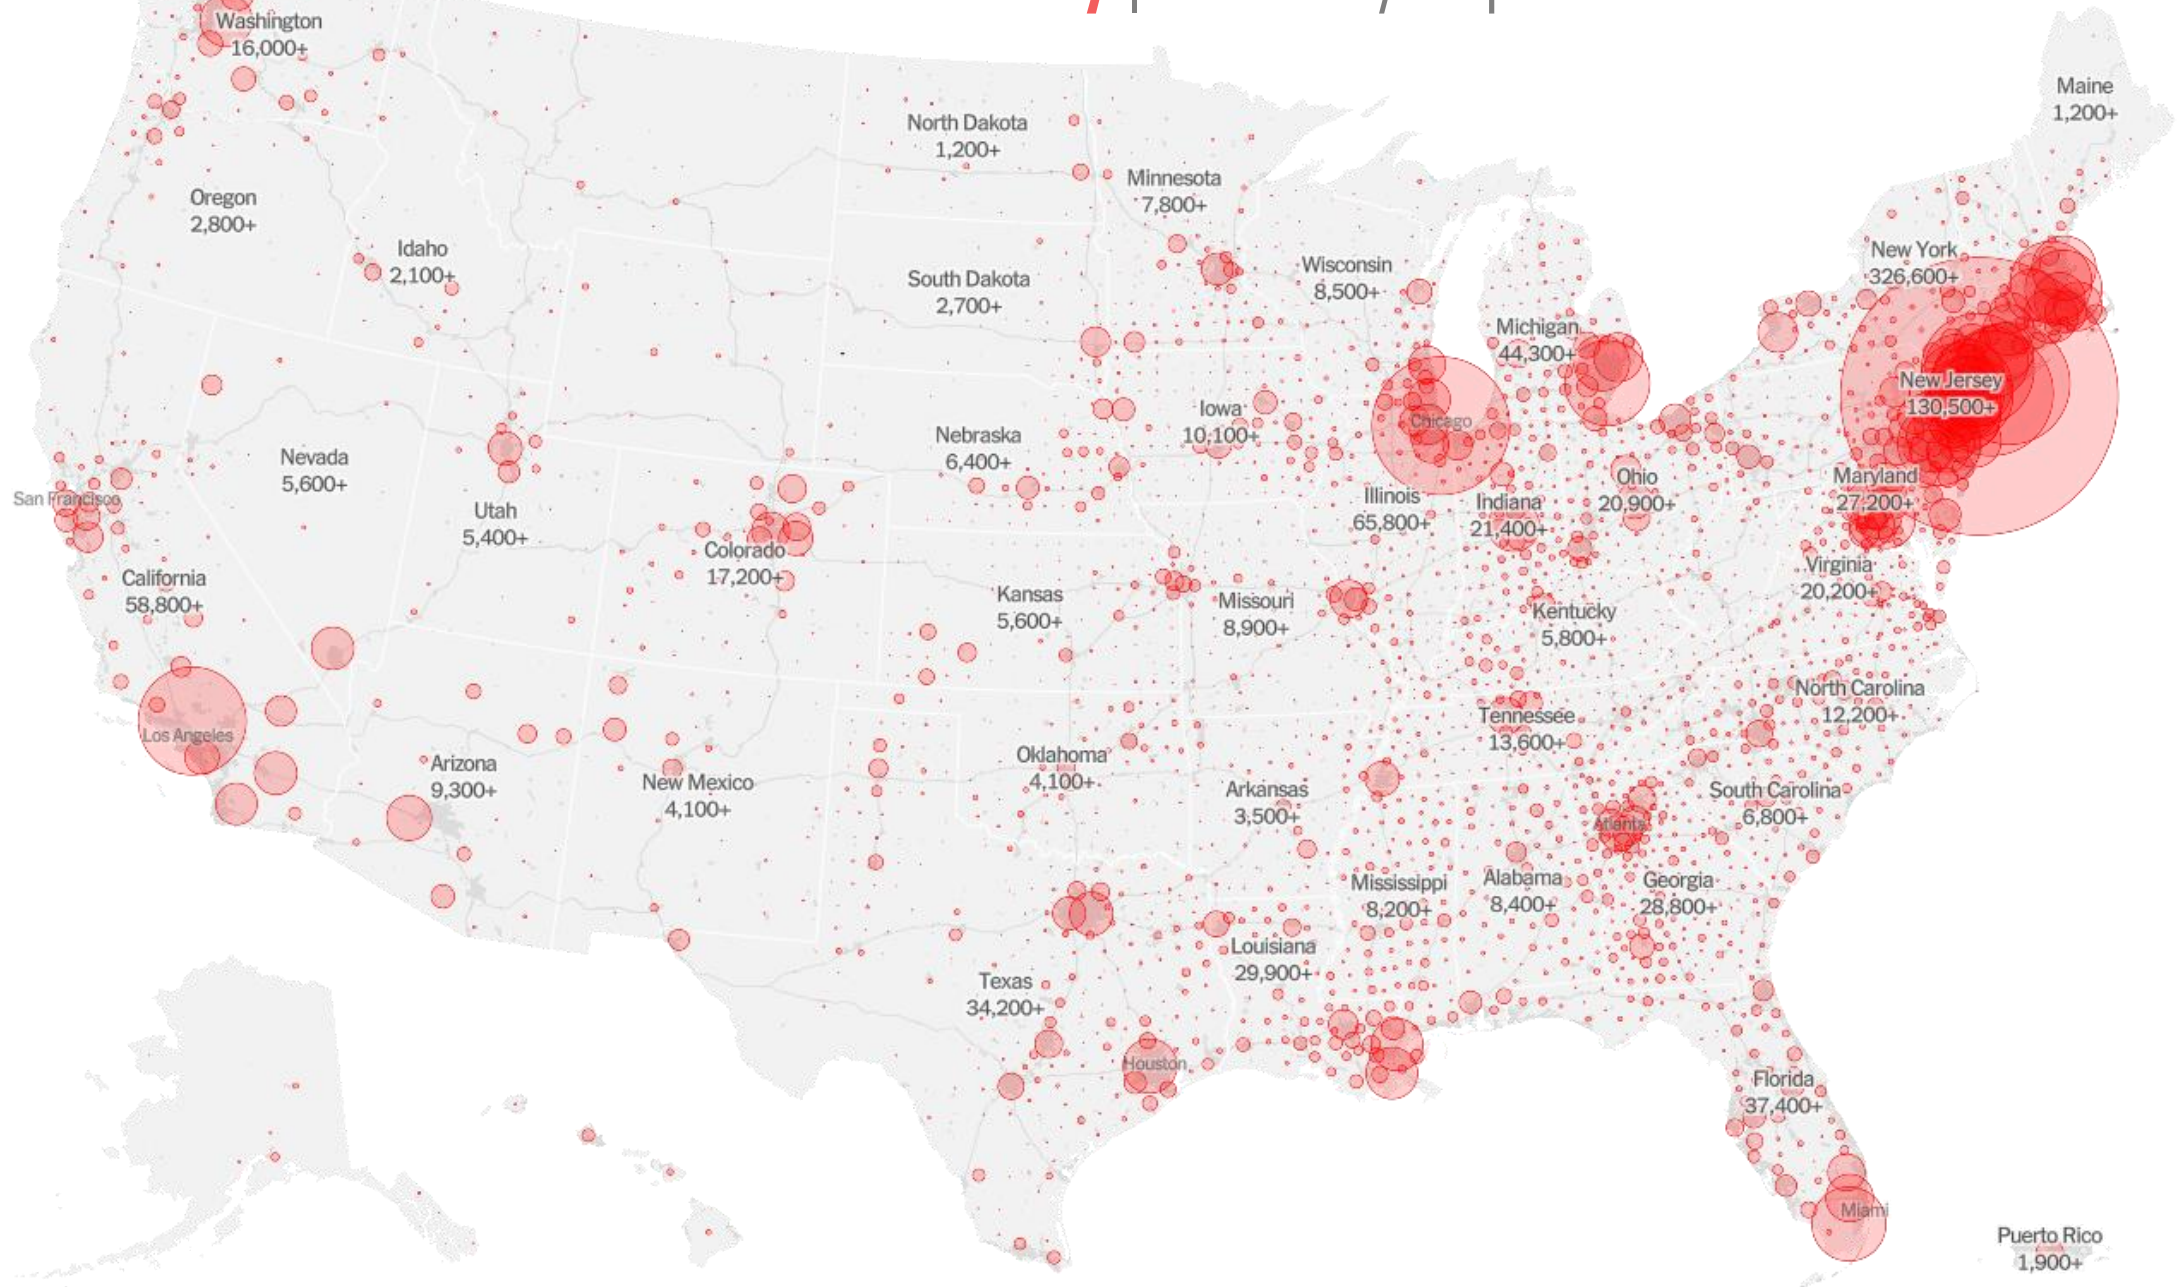 Washington
16,000+
Maine
1,200+
North Dakota
1,200+
Minnesota
7,800+
Oregon
2,800+
Idaho
2,100+
South Dakota
2,700+
Wisconsin
8,500+
New York
326,600+
Michigan
44,300+
New Jersey
130,500+
Iowa
10,100+
Chicago
Nebraska
6,400+
Nevada
5,600+
San Francisco
Utah
5,400+
Illinois
65,800+
Indiana
21,400+
Ohio
20,900+
Maryland
27,200+
Colorado
17,200+
California
58,800+
Kansas
5,600+
Missouri
8,900+
Kentucky
5,800+
Virginia
20,200+
North Carolina
12,200+
Tennessee
13,600+
Los Angeles
Arizona
9,300+
New Mexico
4,100+
Oklahoma
4,100+
Arkansas
3,500+
South Carolina
6,800+
Atlanta
Mississippi
8,200+
Alabama
8,400+
Georgia
28,800+
Louisiana
29,900+
Texas
34,200+
Houston
Florida
37,400+
Miami
Puerto Rico
1,900+